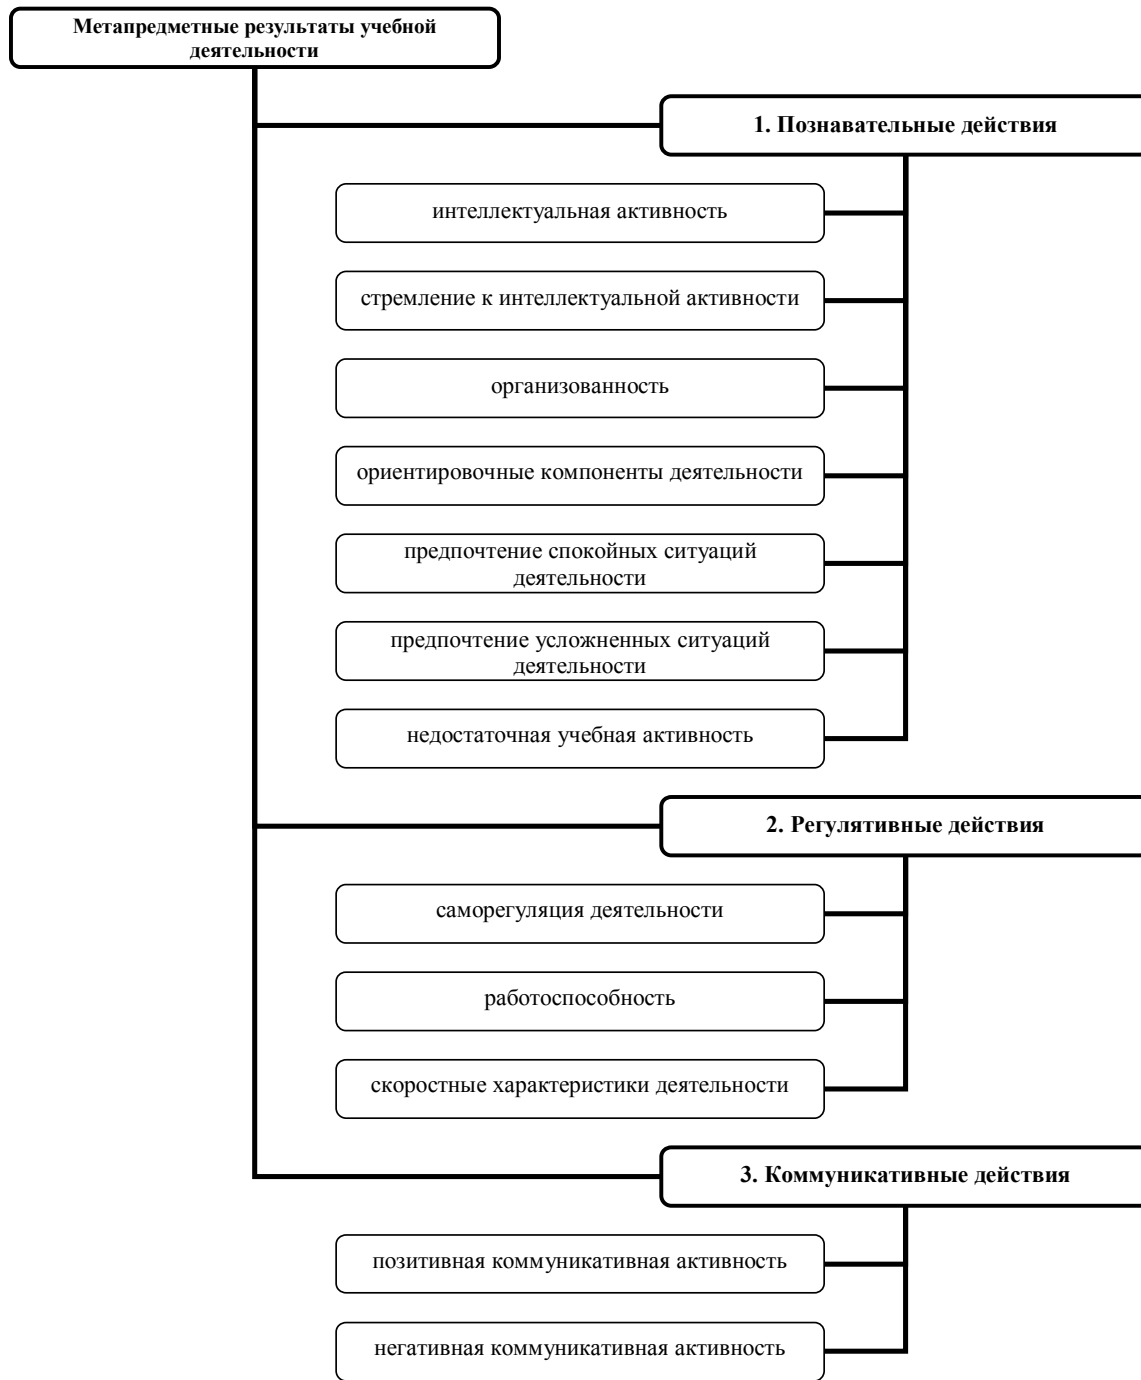 Метапредметные результаты учебной
деятельности
1. Познавательные действия
интеллектуальная активность
стремление к интеллектуальной активности
организованность
ориентировочные компоненты деятельности
предпочтение спокойных ситуаций
деятельности
предпочтение усложненных ситуаций
деятельности
недостаточная учебная активность
2. Регулятивные действия
саморегуляция деятельности
работоспособность
скоростные характеристики деятельности
3. Коммуникативные действия
позитивная коммуникативная активность
негативная коммуникативная активность